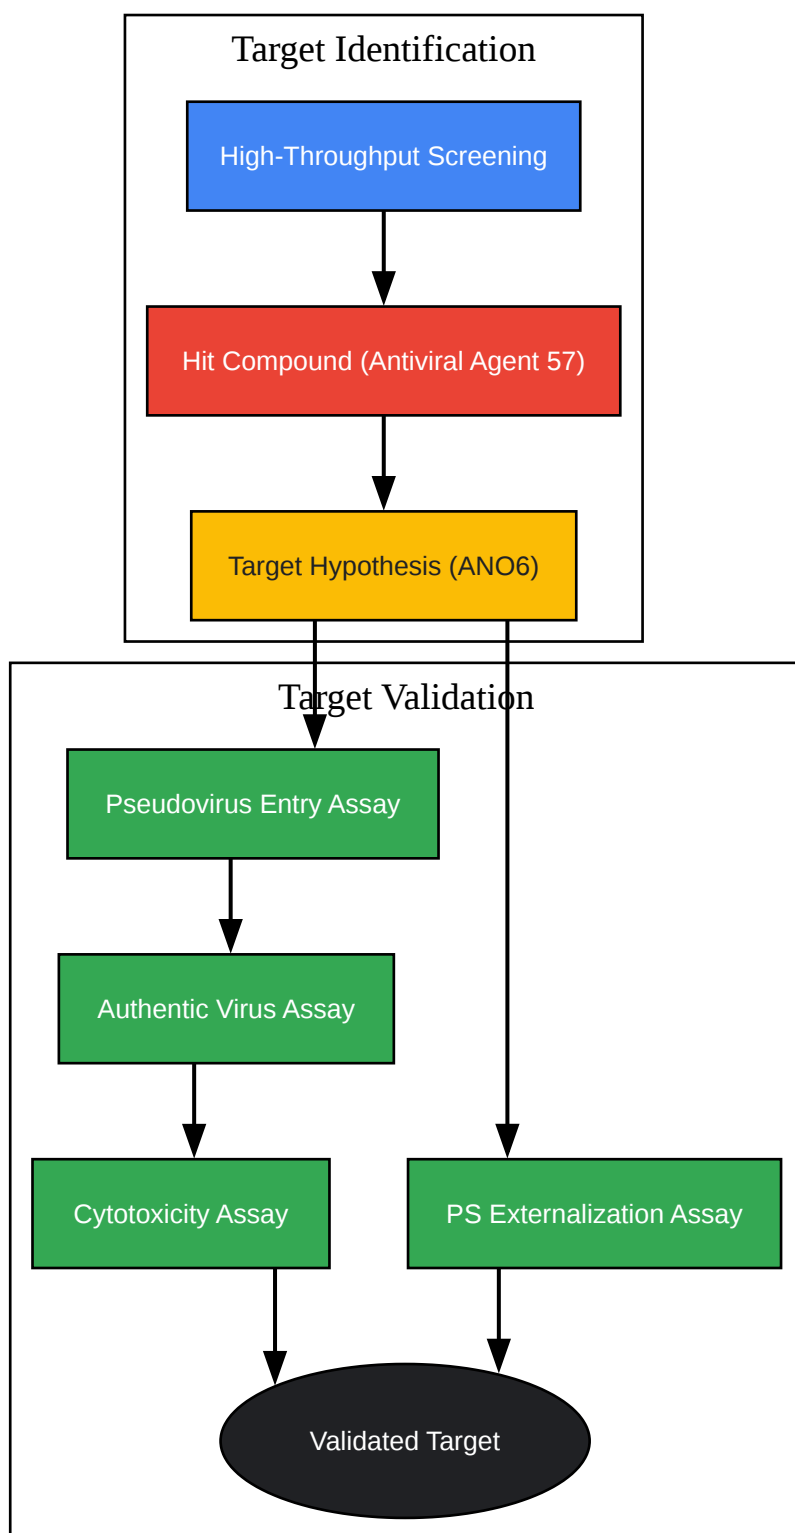 Target Identification
High-Throughput Screening
Hit Compound (Antiviral Agent 57)
Target Hypothesis (ANO6)
Target Validation
Pseudovirus Entry Assay
Authentic Virus Assay
Cytotoxicity Assay
PS Externalization Assay
Validated Target